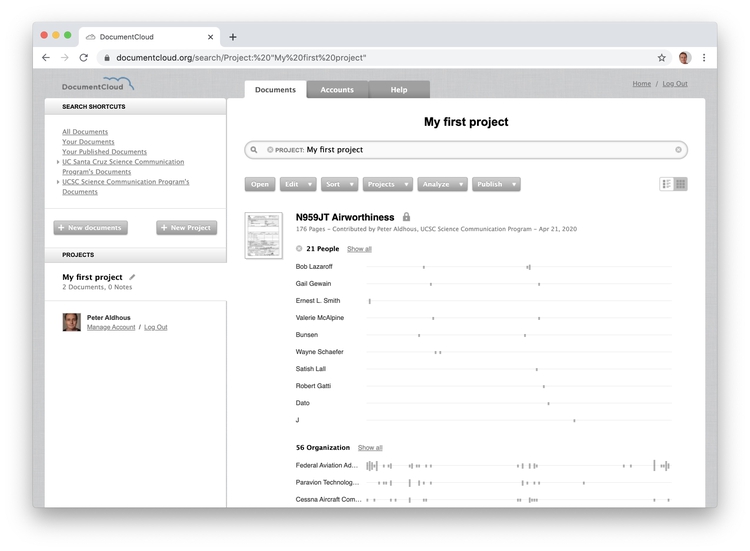 DocumentCloud
documentcloud.org/search/Project:%20"My%20first%20project"
DocumentCloud
Documents
Accounts
Help
Home / Log Out
SEARCH SHORTCUTS
All Documents
Your Documents
Your Published Documents
UC Santa Cruz Science Communication
Program's Documents
UCSC Science Communication Program's
Documents
+ New documents
+ New Project
PROJECTS
My first project
2 Documents, 0 Notes
Peter Aldhous
Manage Account / Log Out
My first project
PROJECT: My first project
Open
Edit
Sort
Projects
Analyze
Publish
N959JT Airworthiness
176 Pages – Contributed by Peter Aldhous, UCSC Science Communication Program – Apr 21, 2020
21 People Show all
Bob Lazaroff
Gail Gewain
Ernest L. Smith
Valerie McAlpine
Bunsen
Wayne Schaefer
Satish Lall
Robert Gatti
Dato
J
56 Organization Show all
Federal Aviation Ad...
Paravion Technolog...
Cessna Aircraft Com...